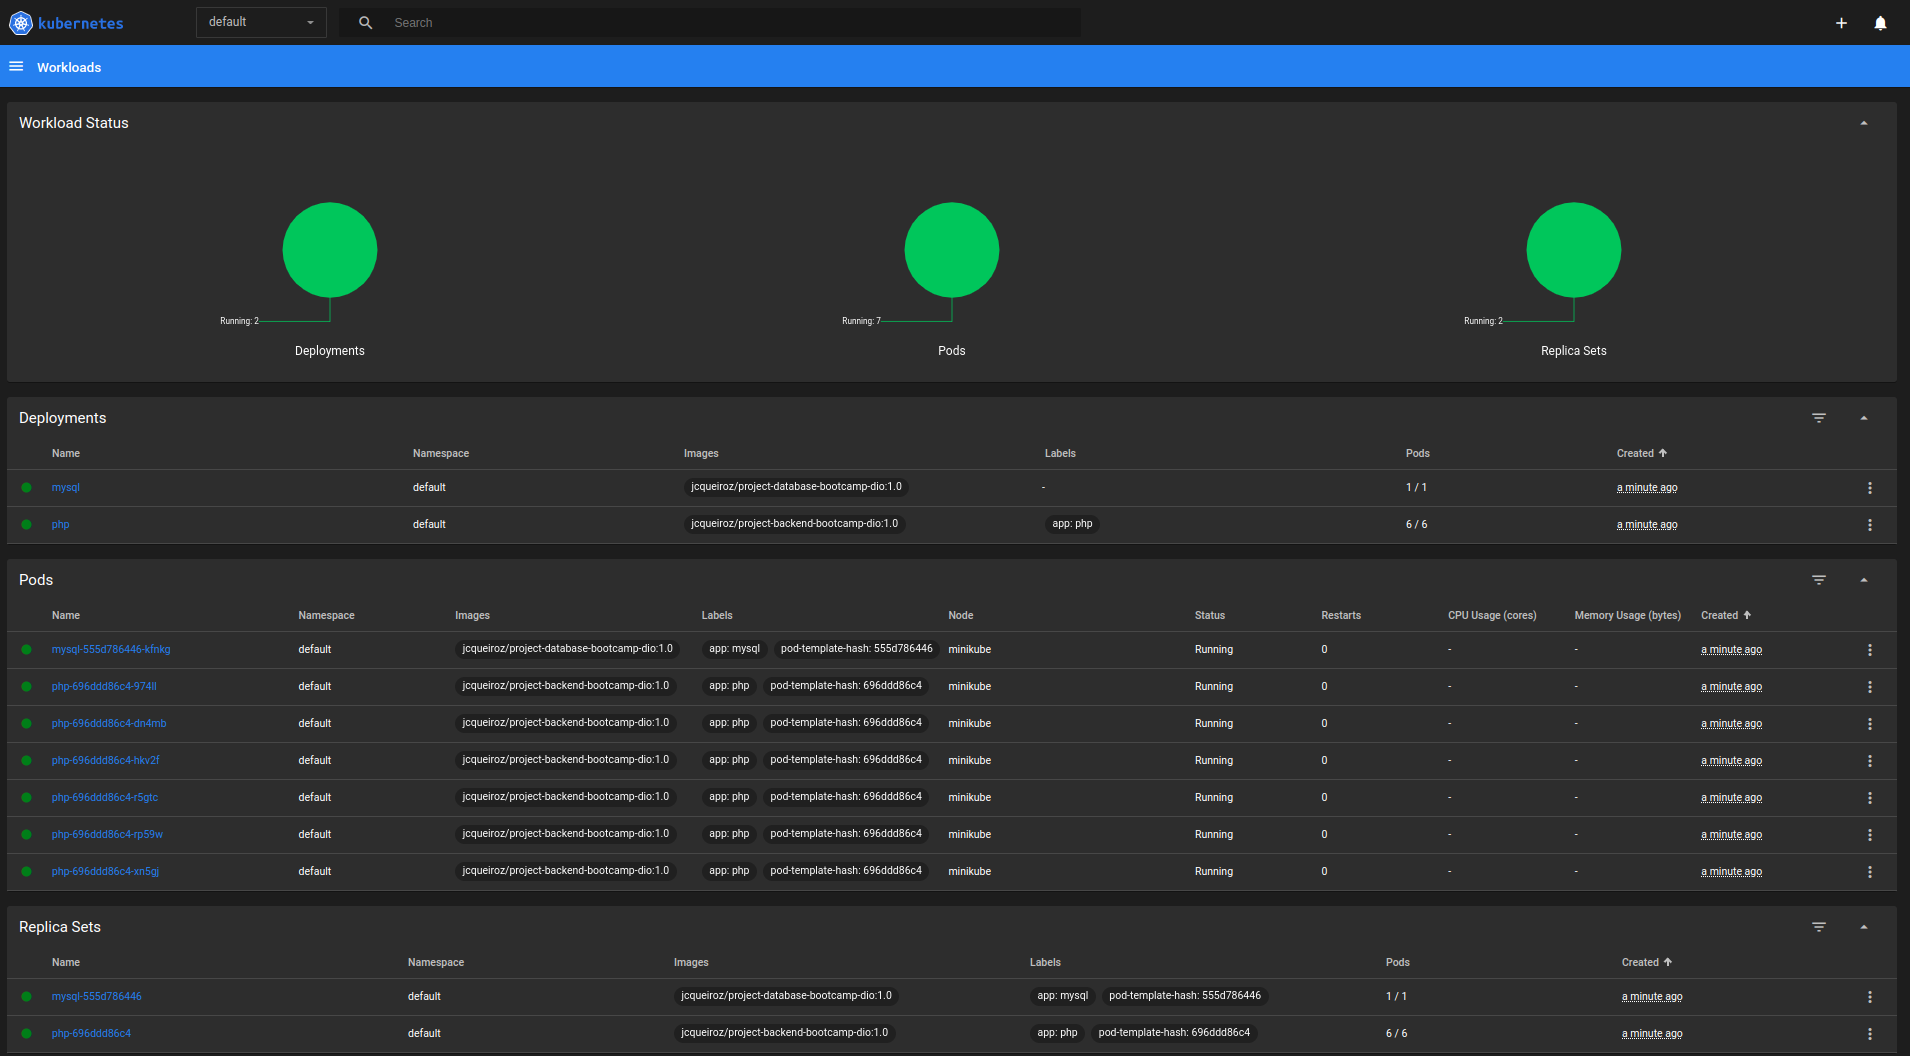 kubernetes default Search
Workloads
Workload Status
Running: 2 Running: 7 Running: 2
Deployments Pods Replica Sets
Deployments
Name Namespace Images Labels Pods Created
mysql default jcqueiroz/project-database-bootcamp-dio:1.0 - 1 / 1 a minute ago
php default jcqueiroz/project-backend-bootcamp-dio:1.0 app: php 6 / 6 a minute ago
Pods
Name Namespace Images Labels Node Status Restarts CPU Usage (cores) Memory Usage (bytes) Created
mysql-555d786446-kfnkg default jcqueiroz/project-database-bootcamp-dio:1.0 app: mysql pod-template-hash: 555d786446 minikube Running 0 - - a minute ago
php-696ddd86c4-974ll default jcqueiroz/project-backend-bootcamp-dio:1.0 app: php pod-template-hash: 696ddd86c4 minikube Running 0 - - a minute ago
php-696ddd86c4-dn4mb default jcqueiroz/project-backend-bootcamp-dio:1.0 app: php pod-template-hash: 696ddd86c4 minikube Running 0 - - a minute ago
php-696ddd86c4-hkv2f default jcqueiroz/project-backend-bootcamp-dio:1.0 app: php pod-template-hash: 696ddd86c4 minikube Running 0 - - a minute ago
php-696ddd86c4-r5gtc default jcqueiroz/project-backend-bootcamp-dio:1.0 app: php pod-template-hash: 696ddd86c4 minikube Running 0 - - a minute ago
php-696ddd86c4-rp59w default jcqueiroz/project-backend-bootcamp-dio:1.0 app: php pod-template-hash: 696ddd86c4 minikube Running 0 - - a minute ago
php-696ddd86c4-xn5gj default jcqueiroz/project-backend-bootcamp-dio:1.0 app: php pod-template-hash: 696ddd86c4 minikube Running 0 - - a minute ago
Replica Sets
Name Namespace Images Labels Pods Created
mysql-555d786446 default jcqueiroz/project-database-bootcamp-dio:1.0 app: mysql pod-template-hash: 555d786446 1 / 1 a minute ago
php-696ddd86c4 default jcqueiroz/project-backend-bootcamp-dio:1.0 app: php pod-template-hash: 696ddd86c4 6 / 6 a minute ago